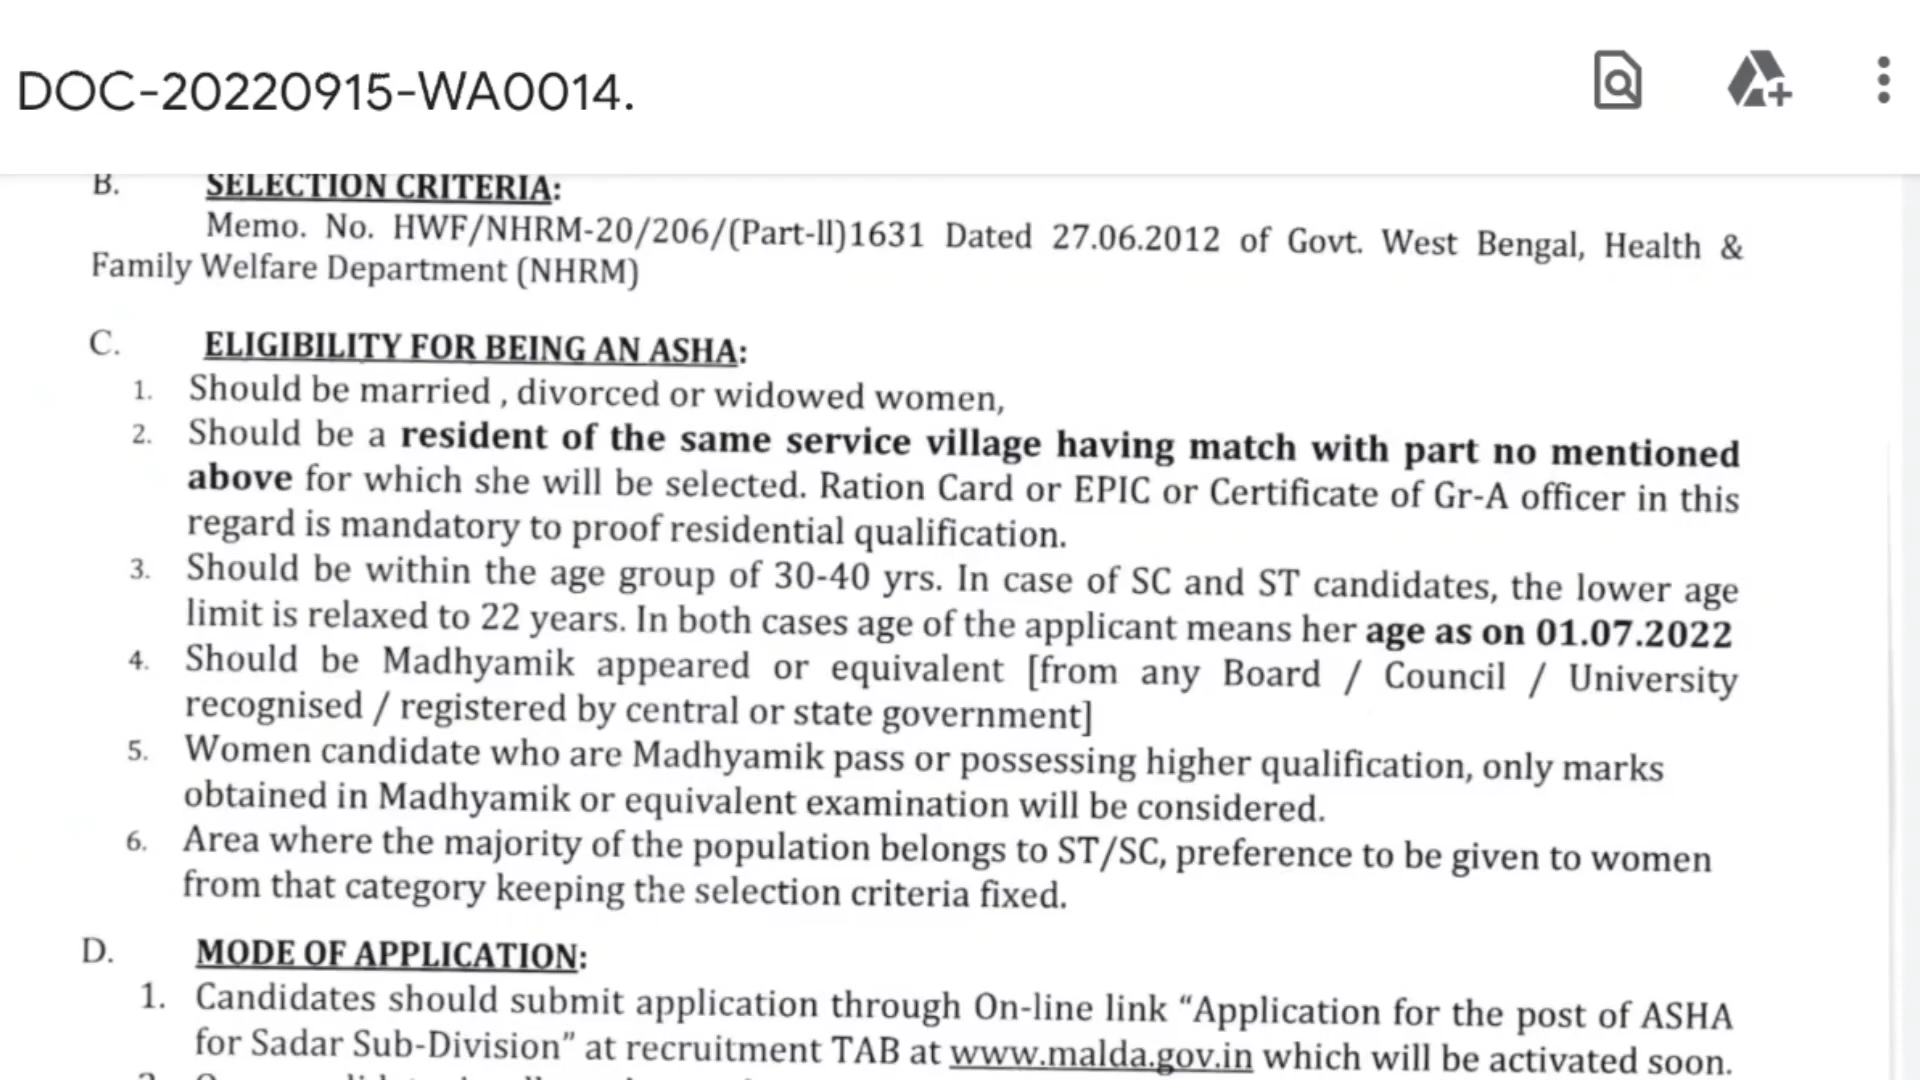 DOC-20220915-WA0014.
B. SELECTION CRITERIA:
Memo. No. HWF/NHRM-20/206/(Part-ll)1631 Dated 27.06.2012 of Govt. West Bengal, Health &
Family Welfare Department (NHRM)
C. ELIGIBILITY FOR BEING AN ASHA:
1. Should be married , divorced or widowed women,
2. Should be a resident of the same service village having match with part no mentioned
above for which she will be selected. Ration Card or EPIC or Certificate of Gr-A officer in this
regard is mandatory to proof residential qualification.
3. Should be within the age group of 30-40 yrs. In case of SC and ST candidates, the lower age
limit is relaxed to 22 years. In both cases age of the applicant means her age as on 01.07.2022
4. Should be Madhyamik appeared or equivalent [from any Board / Council / University
recognised / registered by central or state government]
5. Women candidate who are Madhyamik pass or possessing higher qualification, only marks
obtained in Madhyamik or equivalent examination will be considered.
6. Area where the majority of the population belongs to ST/SC, preference to be given to women
from that category keeping the selection criteria fixed.
D. MODE OF APPLICATION:
1. Candidates should submit application through On-line link “Application for the post of ASHA
for Sadar Sub-Division” at recruitment TAB at www.malda.gov.in which will be activated soon.